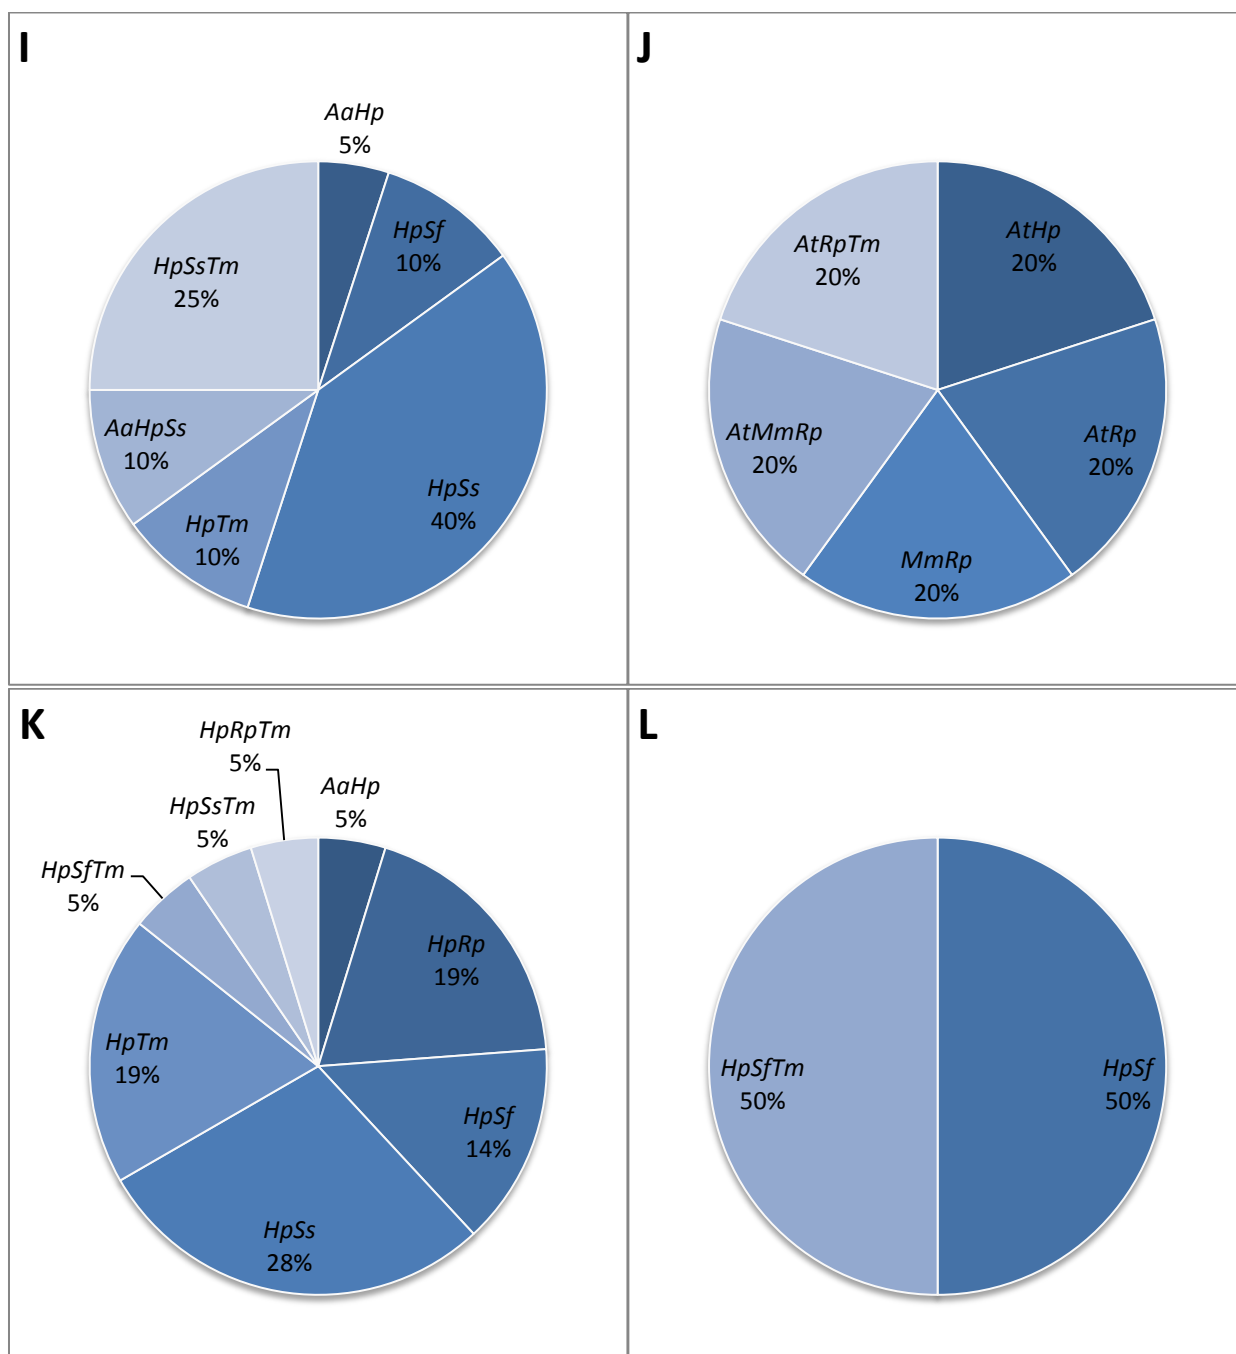 I
AaHp
5%
HpSf
10%
HpSsTm
25%
AaHpSs
10%
HpSs
40%
HpTm
10%
J
AtRpTm
20%
AtHp
20%
AtMmRp
20%
AtRp
20%
MmRp
20%
K
HpRpTm
5%
AaHp
5%
HpSsTm
5%
HpSfTm
5%
HpRp
19%
HpTm
19%
HpSf
14%
HpSs
28%
L
HpSfTm
50%
HpSf
50%